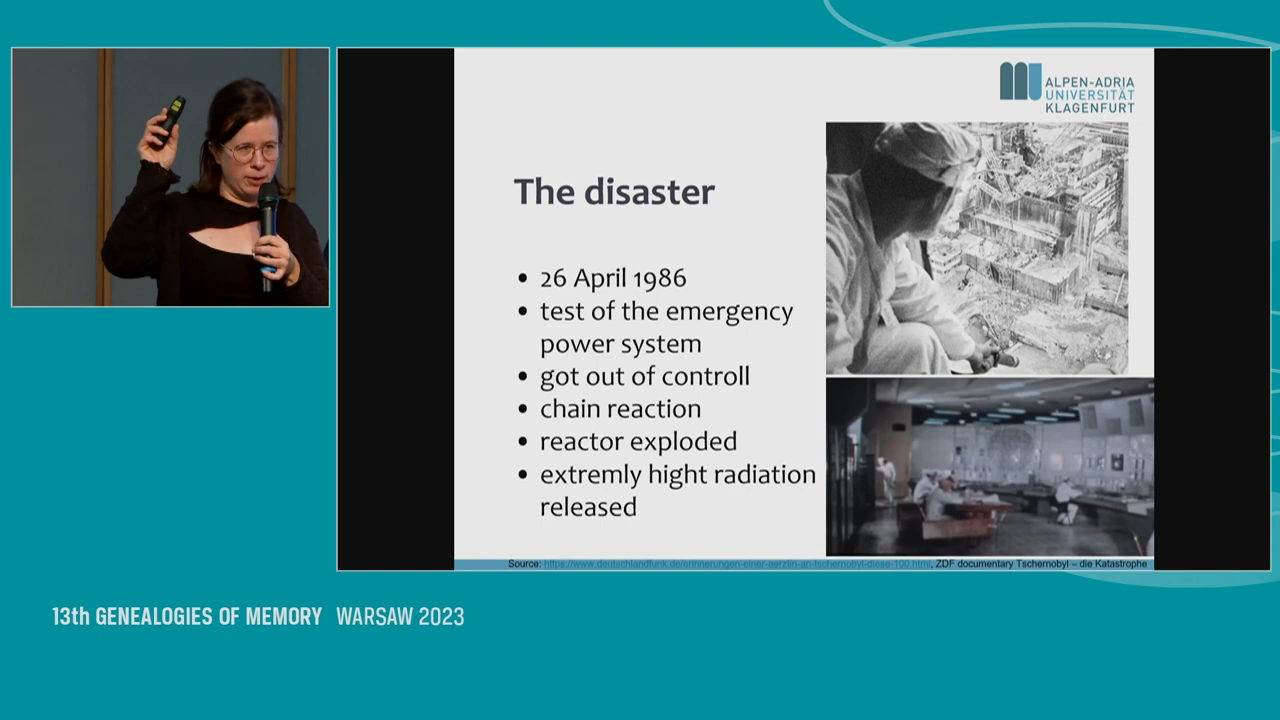 ALPEN-ADRIA
UNIVERSITÄT
KLAGENFURT
The disaster
• 26 April 1986
• test of the emergency
power system
• got out of controll
• chain reaction
• reactor exploded
• extremly hight radiation
released
Source: https://www.deutschlandfunk.de/erinnerungen-einer-aerztin-an-tschernobyl-diese-100.html, ZDF documentary Tschernobyl – die Katastrophe
13th GENEALOGIES OF MEMORY WARSAW 2023